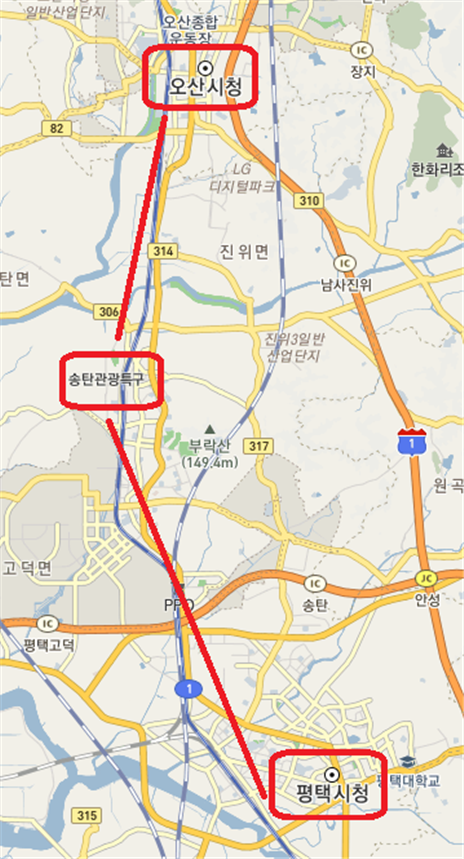 일반산업단지
오산종합
운동장
IC
장지
오산시청
82
한화리조
LG
디지털파크
310
314
진위면
IC
남사진위
탄면
306
진위3일반
산업단지
송탄관광특구
부락산
(149.4m)
317
1
원곡
고덕면
IC
송탄
JC
안성
IC
평택고덕
1
평택시청
평택대학교
315